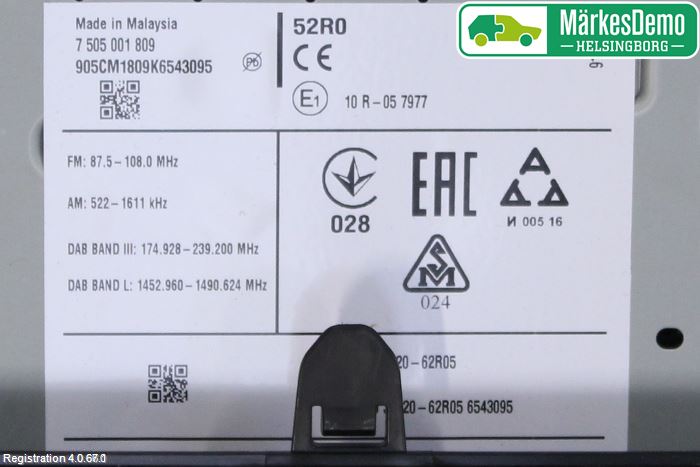 MärkesDemo
HELSINGBORG
Made in Malaysia
7 505 001 809
905CM1809K6543095
52R0
CE
E1
10 R-05 7977
FM: 87.5-108.0 MHz
AM: 522-1611 kHz
DAB BAND III: 174.928-239.200 MHz
DAB BAND L: 1452.960-1490.624 MHz
028
EAC
И 005 16
024
20-62R05
20-62R05 6543095